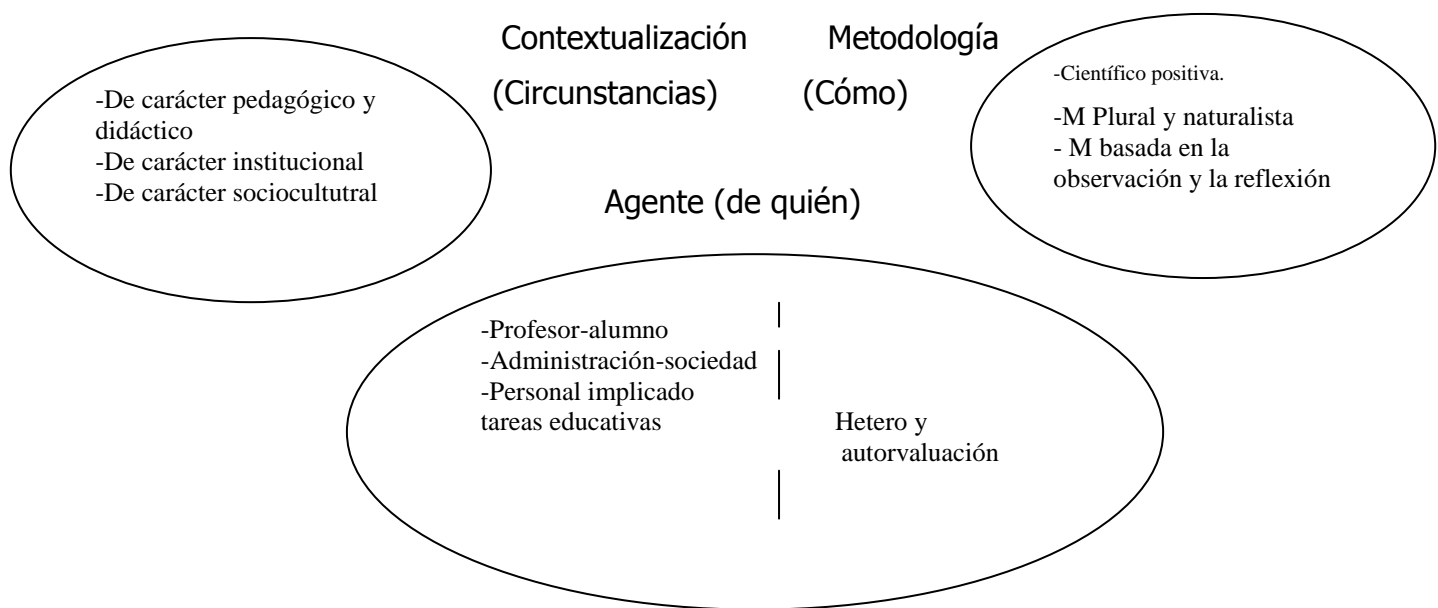 Contextualización Metodología
(Circunstancias) (Cómo)
-De carácter pedagógico y
didáctico
-De carácter institucional
-De carácter sociocultutral
-Científico positiva.
-M Plural y naturalista
- M basada en la
observación y la reflexión
Agente (de quién)
-Profesor-alumno
-Administración-sociedad
-Personal implicado
tareas educativas
Hetero y
autorvaluación